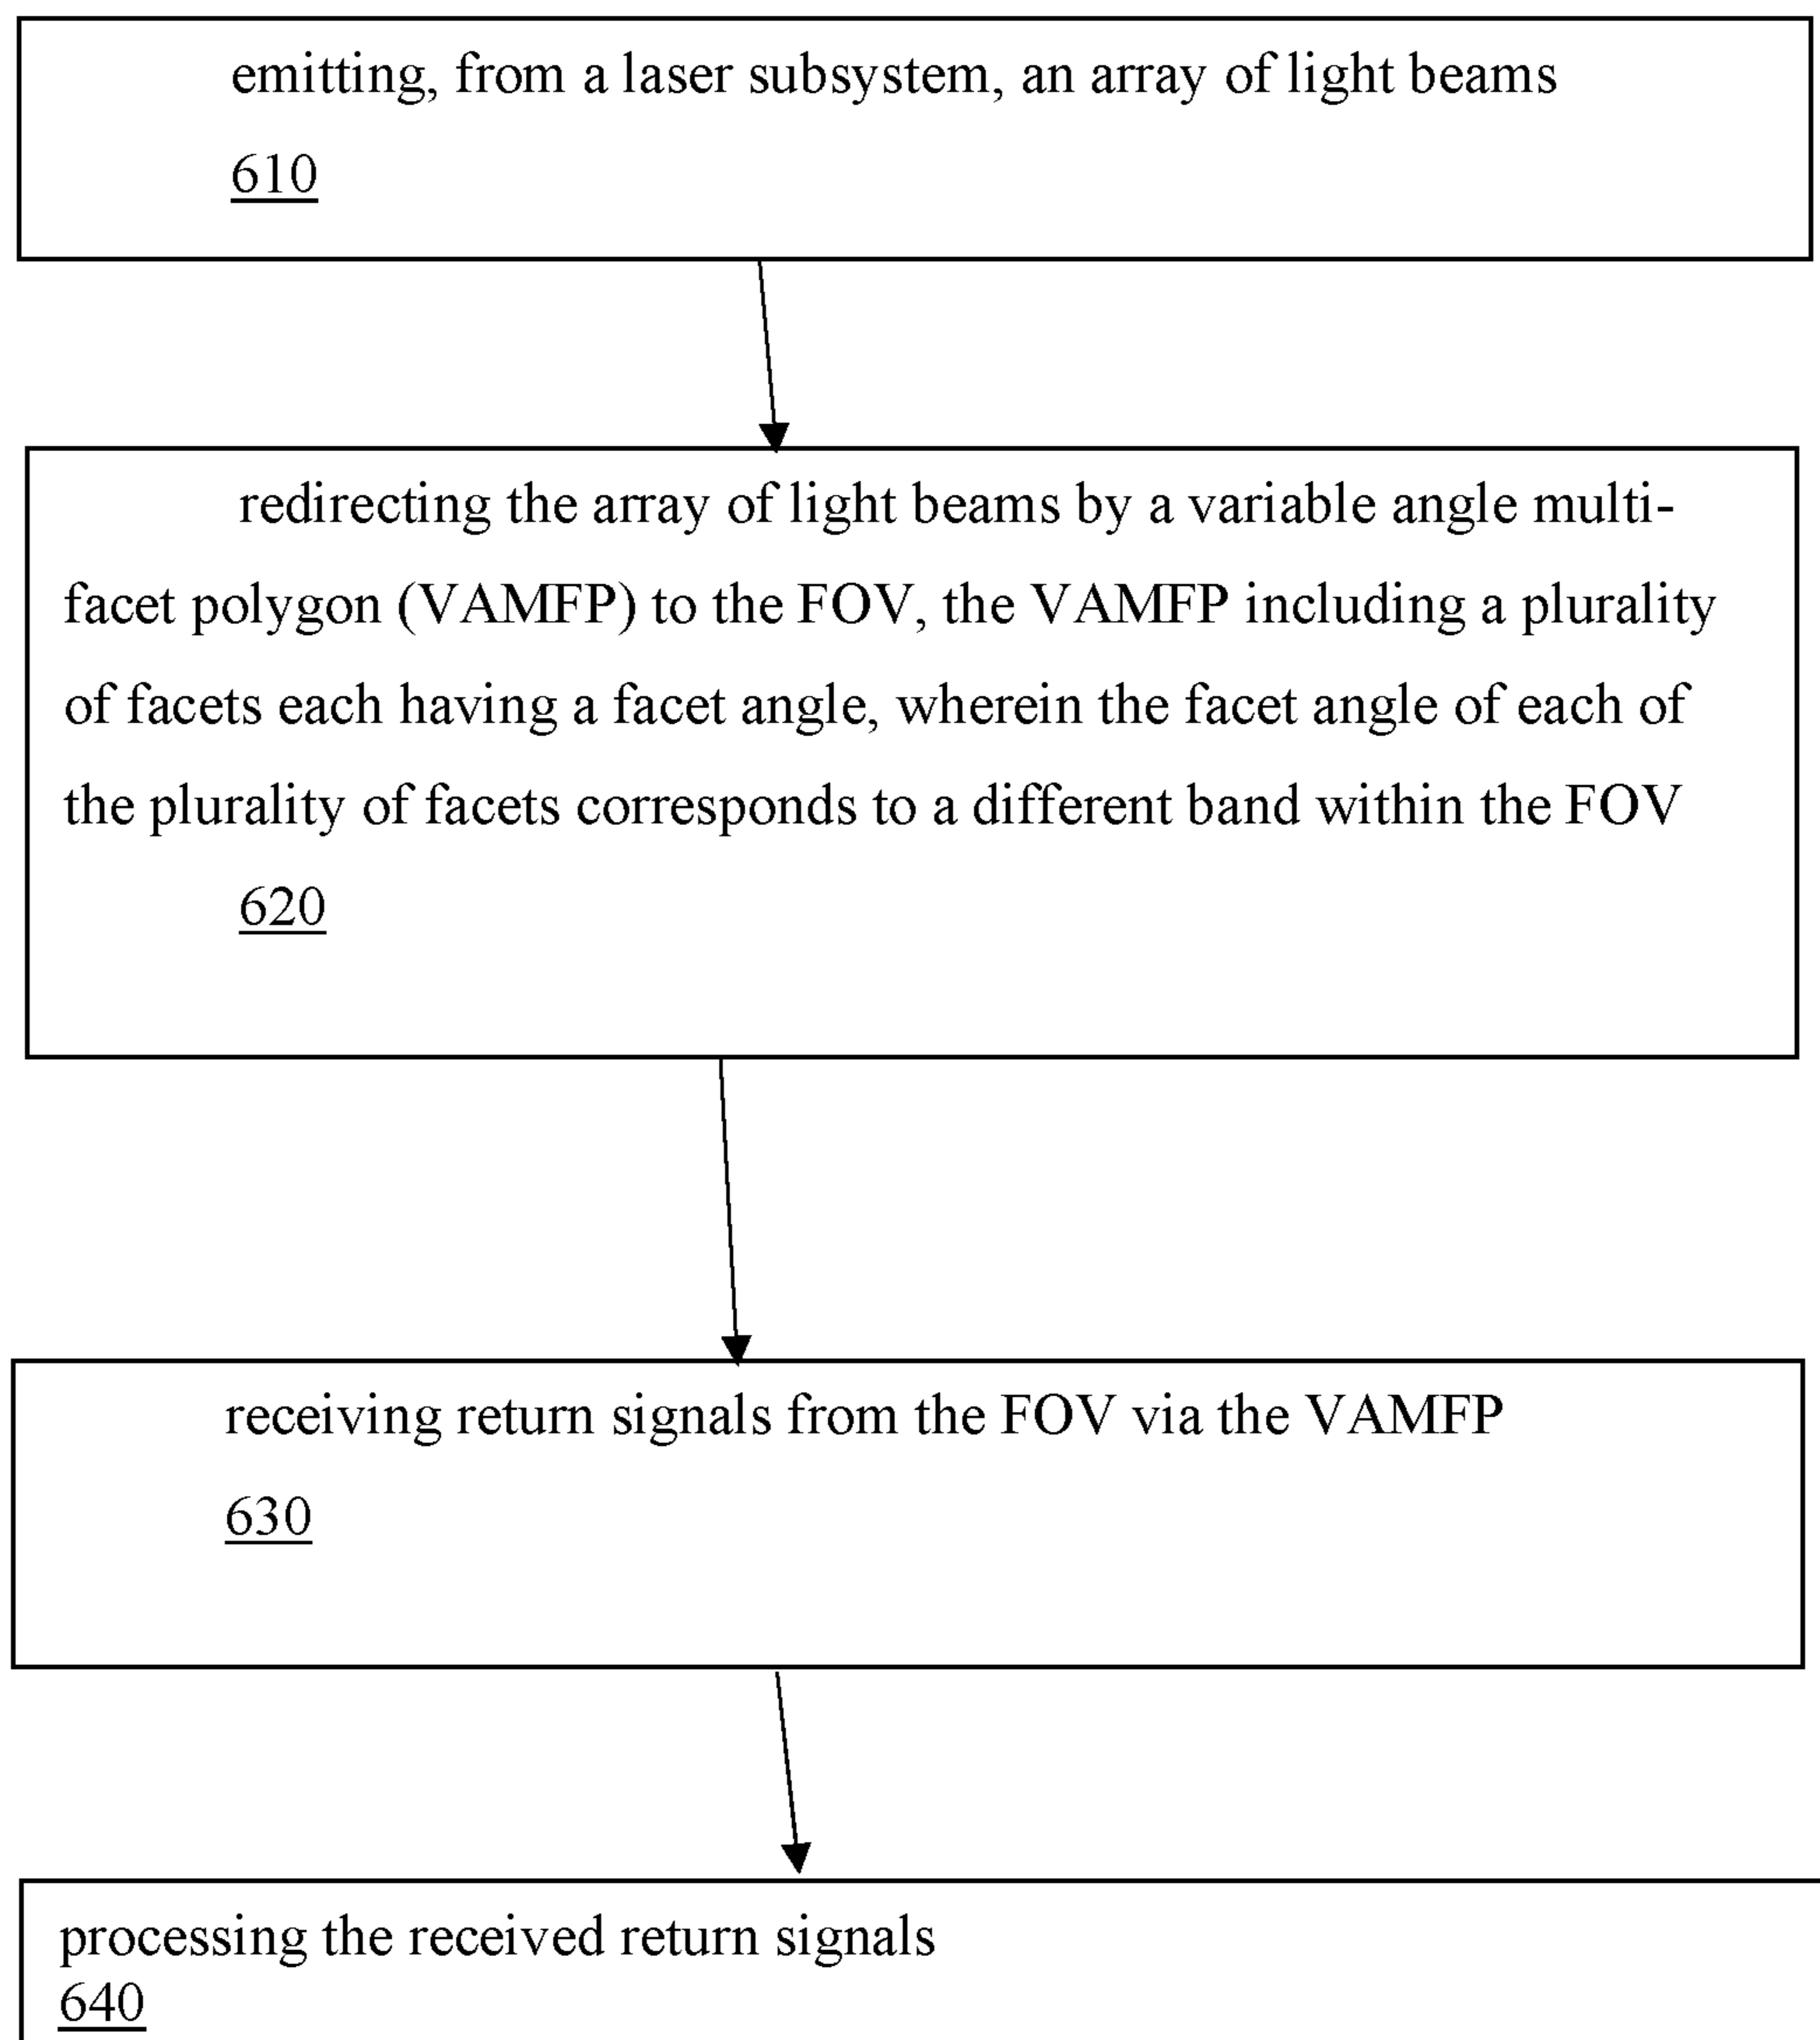 emitting, from a laser subsystem, an array of light beams
610
redirecting the array of light beams by a variable angle multi-
facet polygon (VAMFP) to the FOV, the VAMFP including a plurality
of facets each having a facet angle, wherein the facet angle of each of
the plurality of facets corresponds to a different band within the FOV
620
receiving return signals from the FOV via the VAMFP
630
processing the received return signals
640